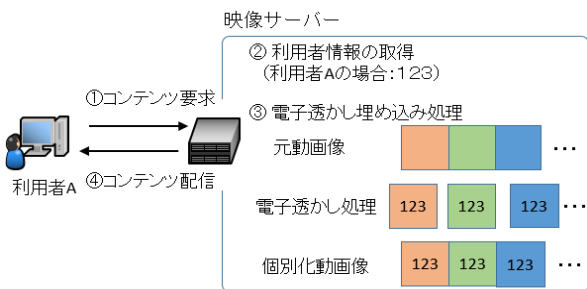 映像サーバー
② 利用者情報の取得
（利用者Aの場合：123）
①コンテンツ要求
③ 電子透かし埋め込み処理
元動画像
…
利用者A
④コンテンツ配信
電子透かし処理 123 123 123 …
個別化動画像 123 123 123 …